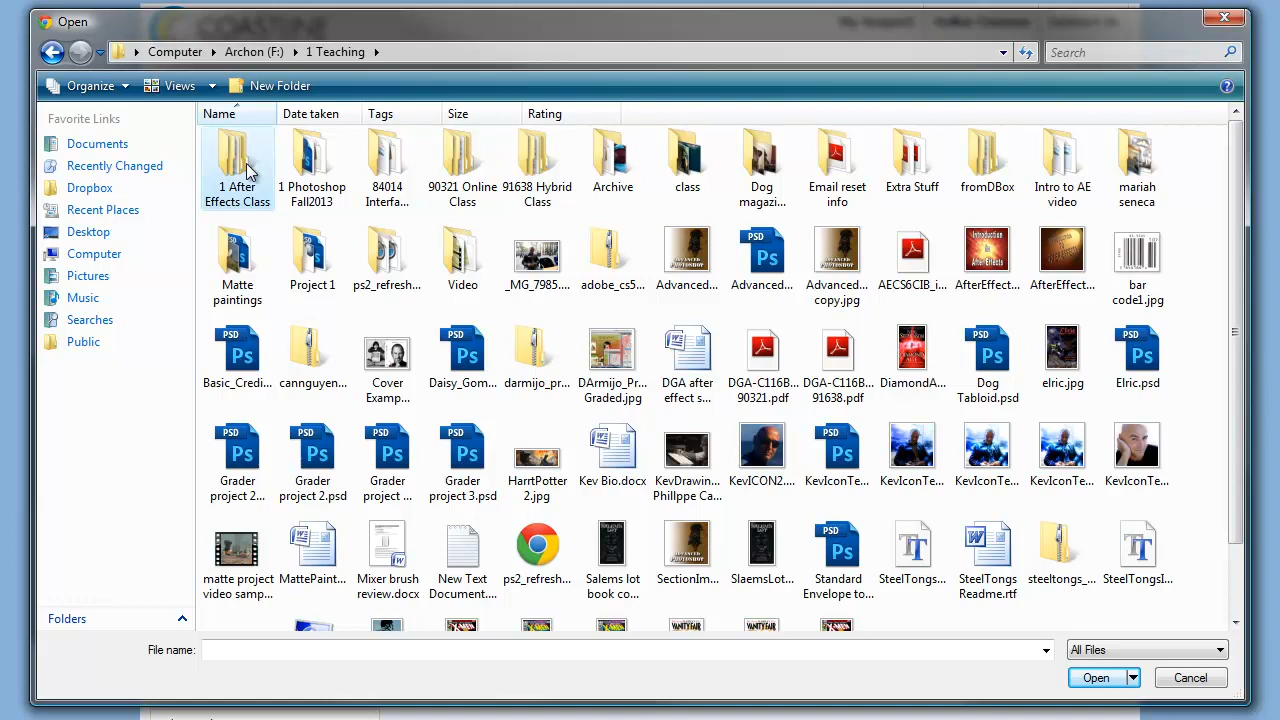 Open
Computer ▸ Archon (F:) ▸ 1 Teaching ▸
Search
Organize
Views
New Folder
Name
Date taken
Tags
Size
Rating
Favorite Links
Documents
Recently Changed
Dropbox
Recent Places
Desktop
Computer
Pictures
Music
Searches
Public
Folders
1 After
Effects Class
1 Photoshop
Fall2013
84014
Interfa...
90321 Online
Class
91638 Hybrid
Class
Archive
class
Dog
magazi...
Email reset
info
Extra Stuff
fromDBox
Intro to AE
video
mariah
seneca
Matte
paintings
Project 1
ps2_refresh...
Video
_MG_7985....
adobe_cs5...
Advanced...
Advanced...
Advanced...
copy.jpg
AECS6CIB_i...
AfterEffect...
AfterEffect...
bar
code1.jpg
Basic_Credi...
cannguyen...
Cover
Examp...
Daisy_Gom...
darmijo_pr...
DArmijo_Pr...
Graded.jpg
DGA after
effect s...
DGA-C116B...
90321.pdf
DGA-C116B...
91638.pdf
DiamondA...
Dog
Tabloid.psd
elric.jpg
Elric.psd
Grader
project 2...
Grader
project 2.psd
Grader
project ...
Grader
project 3.psd
HarrtPotter
2.jpg
Kev Bio.docx
KevDrawin...
Philppe Ca...
KevICON2....
KevIconTe...
KevIconTe...
KevIconTe...
KevIconTe...
KevIconTe...
matte project
video samp...
MattePaint...
Mixer brush
review.docx
New Text
Document....
ps2_refresh...
Salems lot
book co...
SectionIm...
SlaemsLot...
Standard
Envelope to...
SteelTongs...
SteelTongs
Readme.rtf
steeltongs_...
SteelTongsI...
File name:
All Files
Open
Cancel